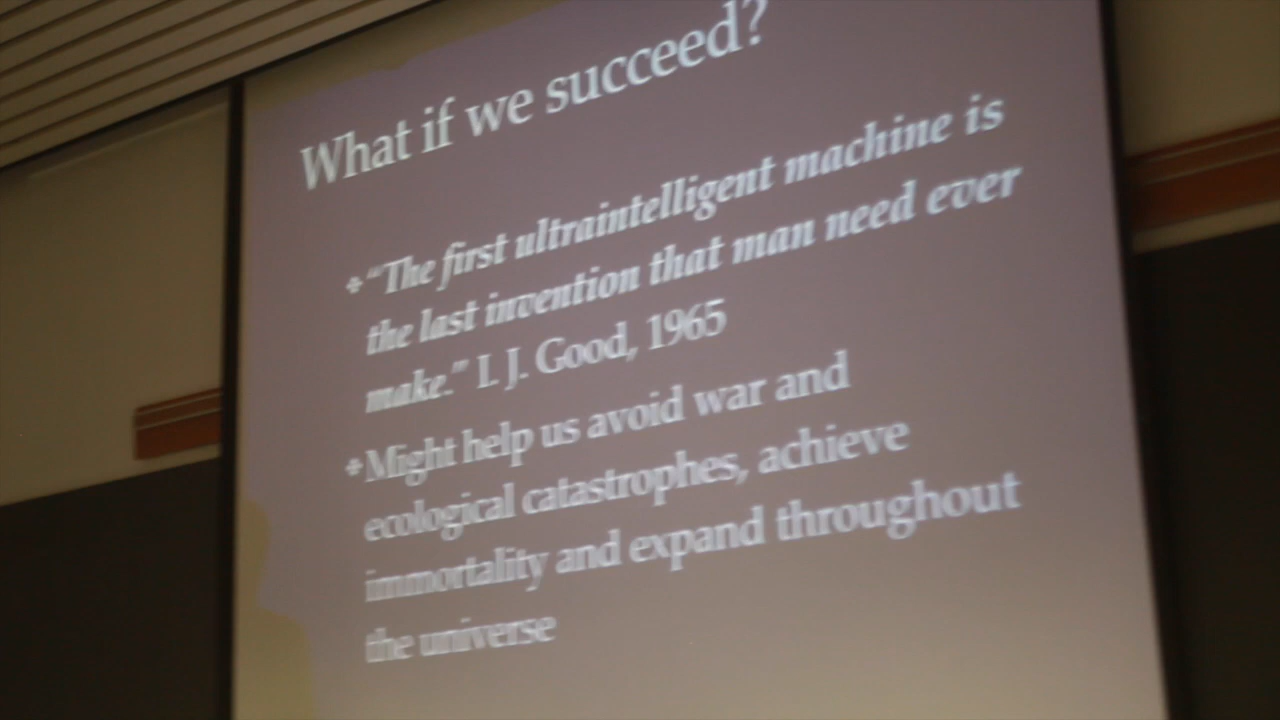 What if we succeed?
“The first ultraintelligent machine is
the last invention that man need ever
make.” I. J. Good, 1965
Might help us avoid war and
ecological catastrophes, achieve
immortality and expand throughout
the universe